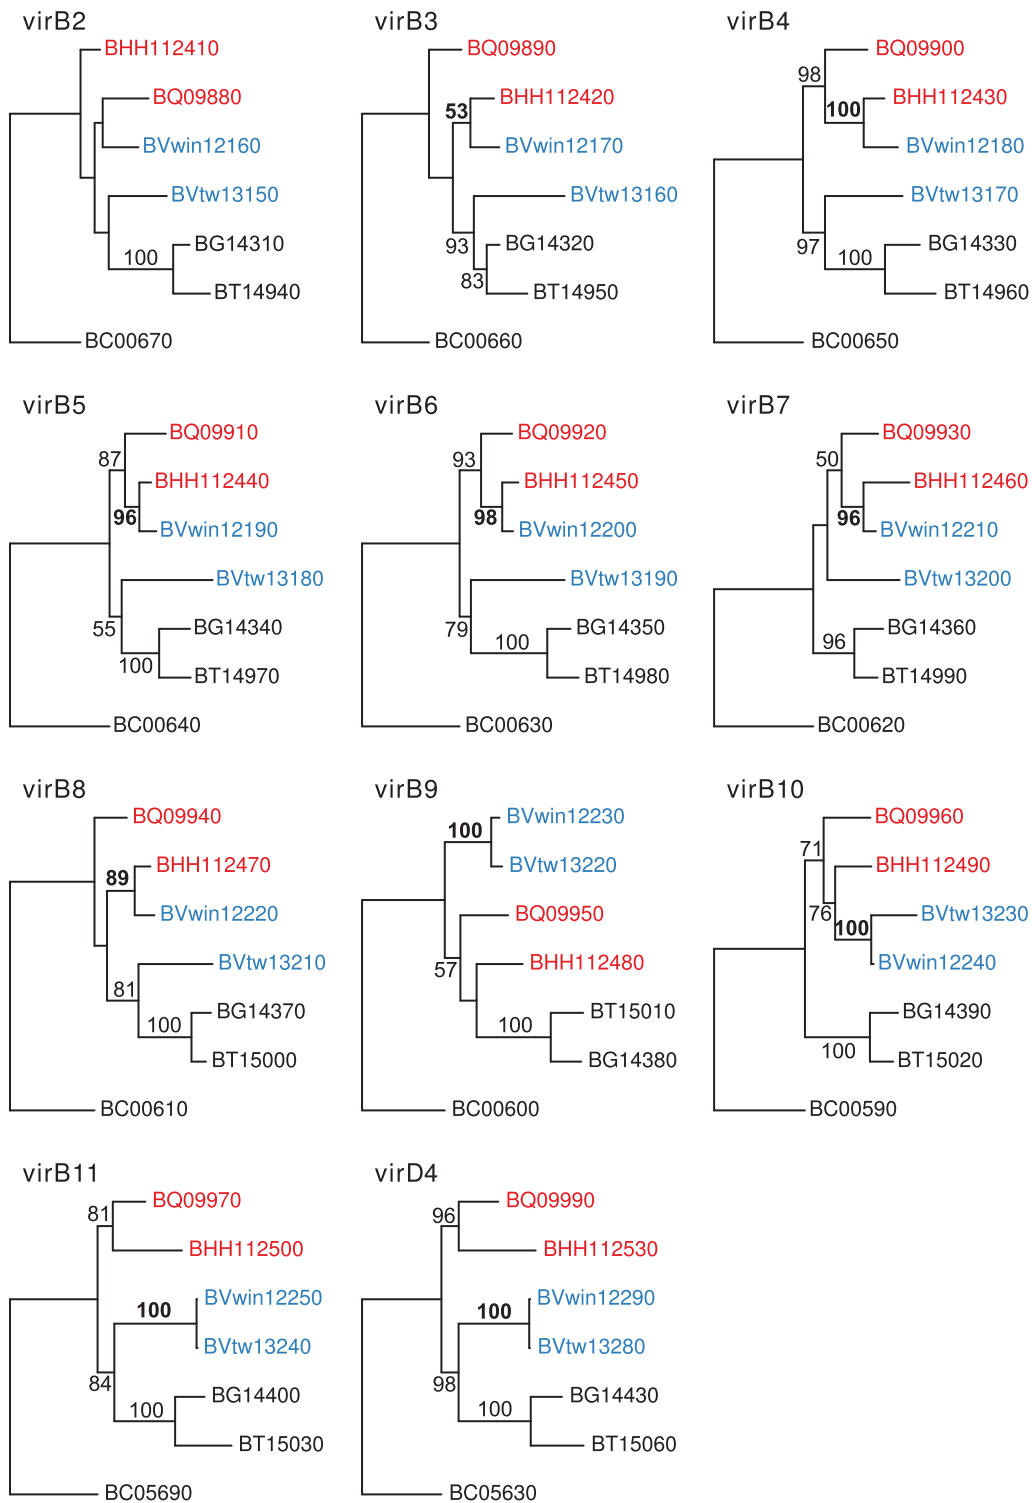 virB2
BHH112410
BQ09880
BVwin12160
BVtw13150
BG14310
100
BT14940
BC00670
virB3
BQ09890
BHH112420
53
BVwin12170
BVtw13160
93
BG14320
83
BT14950
BC00660
virB4
BQ09900
98
BHH112430
100
BVwin12180
BVtw13170
97
BG14330
100
BT14960
BC00650
virB5
BQ09910
87
BHH112440
96
BVwin12190
BVtw13180
55
BG14340
100
BT14970
BC00640
virB6
BQ09920
93
BHH112450
98
BVwin12200
BVtw13190
79
BG14350
100
BT14980
BC00630
virB7
BQ09930
50
BHH112460
96
BVwin12210
BVtw13200
BG14360
96
BT14990
BC00620
virB8
BQ09940
BHH112470
89
BVwin12220
BVtw13210
81
BG14370
100
BT15000
BC00610
virB9
BVwin12230
100
BVtw13220
BQ09950
57
BHH112480
BT15010
100
BG14380
BC00600
virB10
BQ09960
71
BHH112490
76
BVtw13230
100
BVwin12240
BG14390
100
BT15020
BC00590
virB11
BQ09970
81
BHH112500
BVwin12250
100
BVtw13240
84
BG14400
100
BT15030
BC05690
virD4
BQ09990
96
BHH112530
BVwin12290
100
BVtw13280
98
BG14430
100
BT15060
BC05630